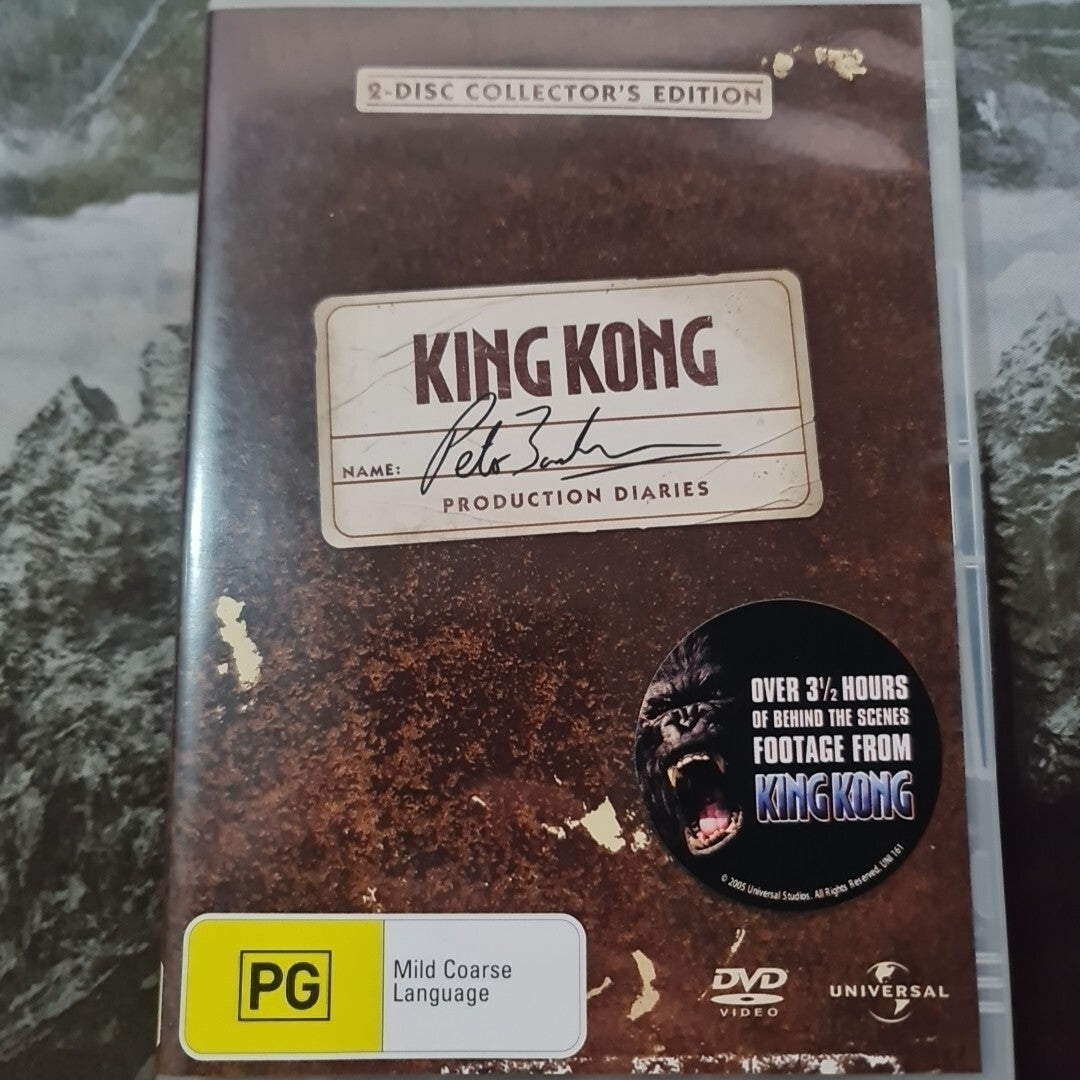 2-DISC COLLECTOR'S EDITION
KING KONG
NAME:
PRODUCTION DIARIES
OVER 3½ HOURS
OF BEHIND THE SCENES
FOOTAGE FROM
KING KONG
© 2005 Universal Studios. All Rights Reserved. UNI 161
PG
Mild Coarse
Language
DVD
VIDEO
UNIVERSAL